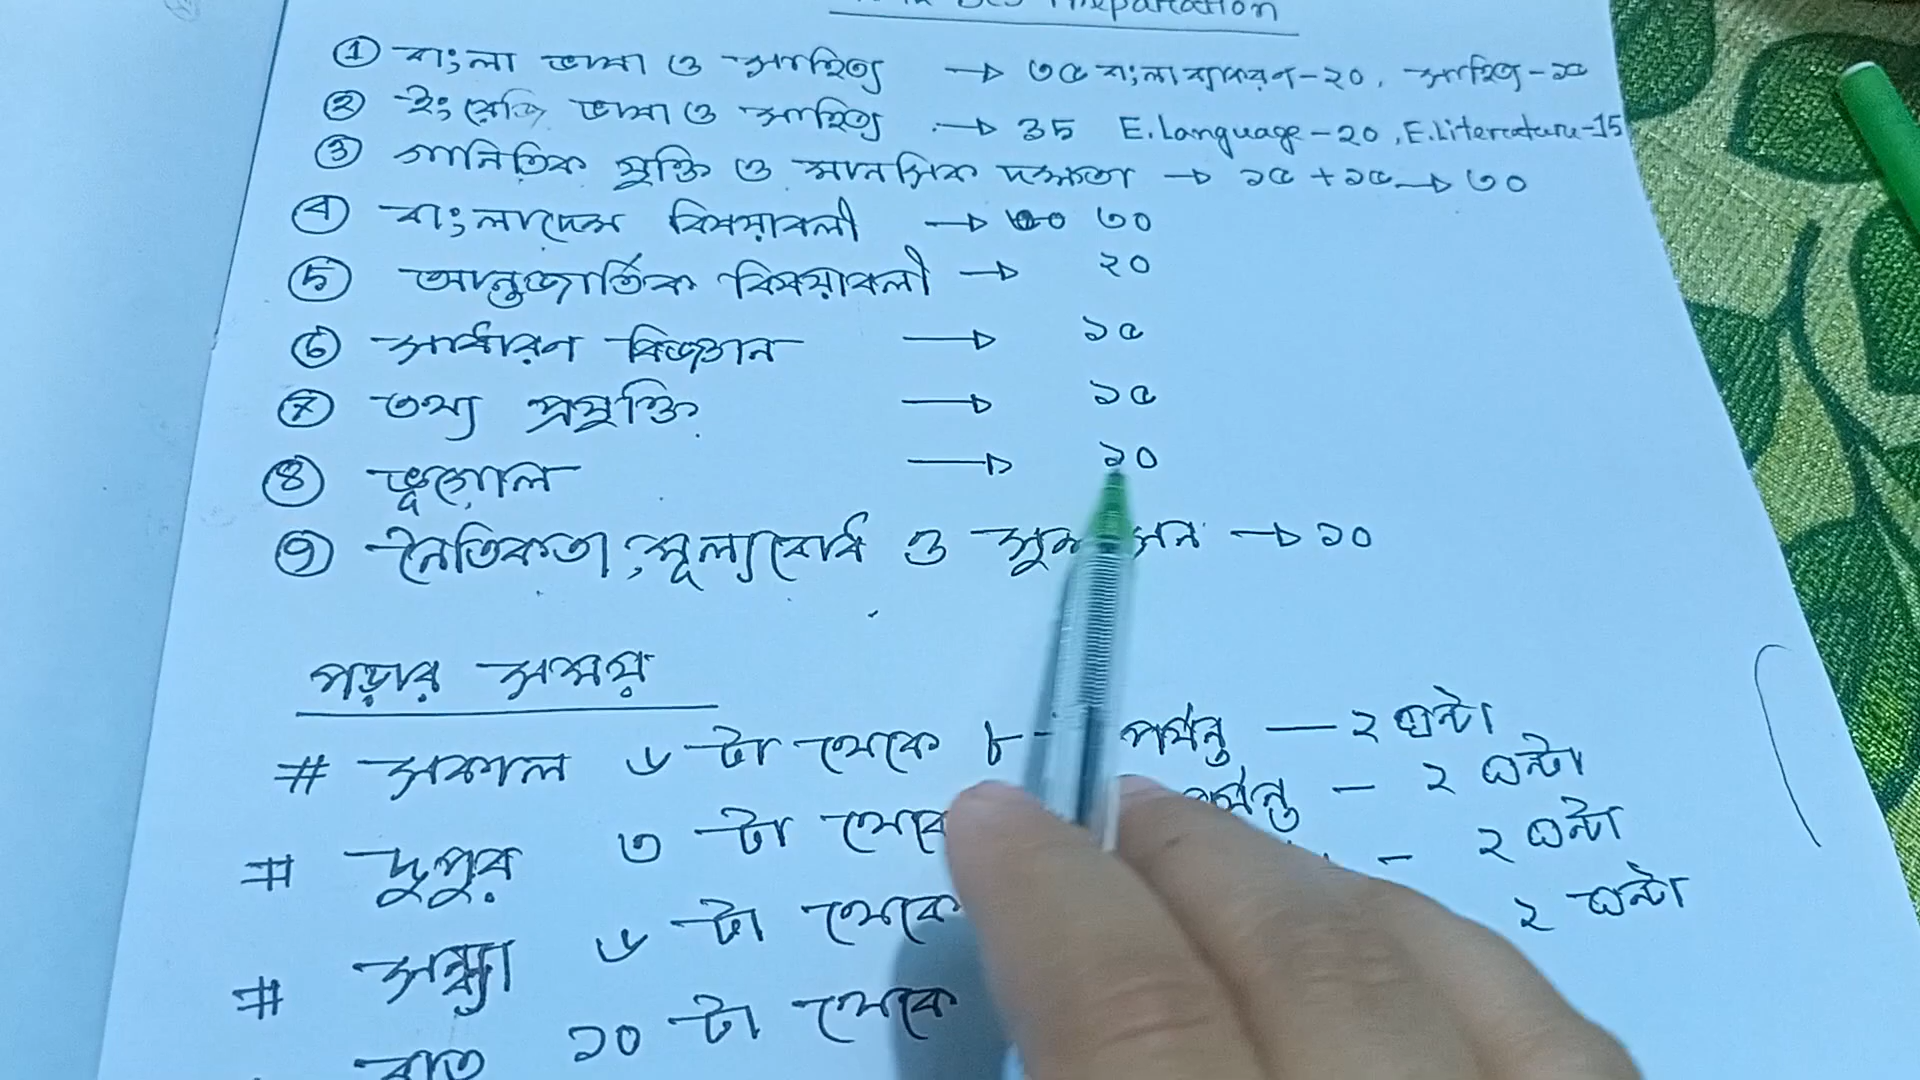 Preparation
① বাংলা ভাষা ও সাহিত্য → ৩৫ বাংলা ব্যাকরণ-২০, সাহিত্য-১৫
② ইংরেজি ভাষা ও সাহিত্য → 35 E.Language-20, E.Literature-15
③ গানিতিক যুক্তি ও মানসিক দক্ষতা → ১৫+১৫→ ৩০
④ বাংলাদেশ বিষয়াবলী → ৩০
⑤ আন্তজার্তিক বিষয়াবলী → ২০
⑥ সাধারণ বিজ্ঞান → ১৫
⑦ তথ্য প্রযুক্তি → ১৫
⑧ ভূগোল → ১০
⑨ নৈতিকতা, মূল্যবোধ ও → ১০
পড়ার সময়
# সকাল ৬ টা থেকে ৮ পর্যন্ত — ২ ঘন্টা
# দুপুর ৩ টা থেকে পর্যন্ত – ২ ঘন্টা
# সন্ধ্যা ৬ টা থেকে – ২ ঘন্টা
রাত ১০ টা থেকে ২ ঘন্টা